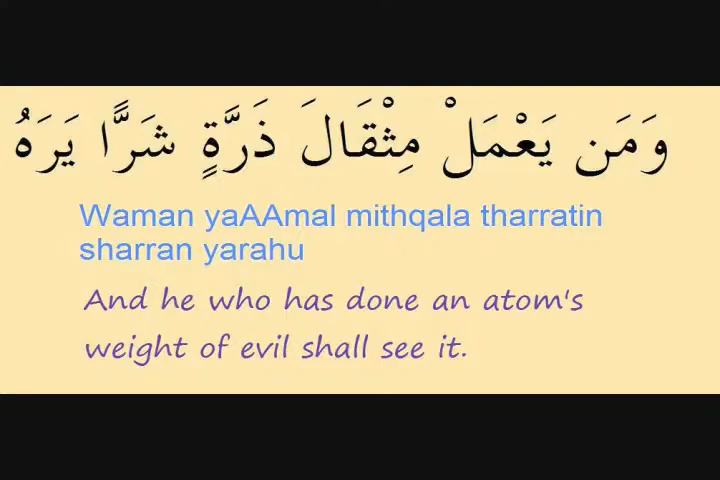 وَمَن يَعْمَلْ مِثْقَالَ ذَرَّةٍ شَرًّا يَرَهُ
Waman yaAAmal mithqala tharratin
sharran yarahu
And he who has done an atom's
weight of evil shall see it.